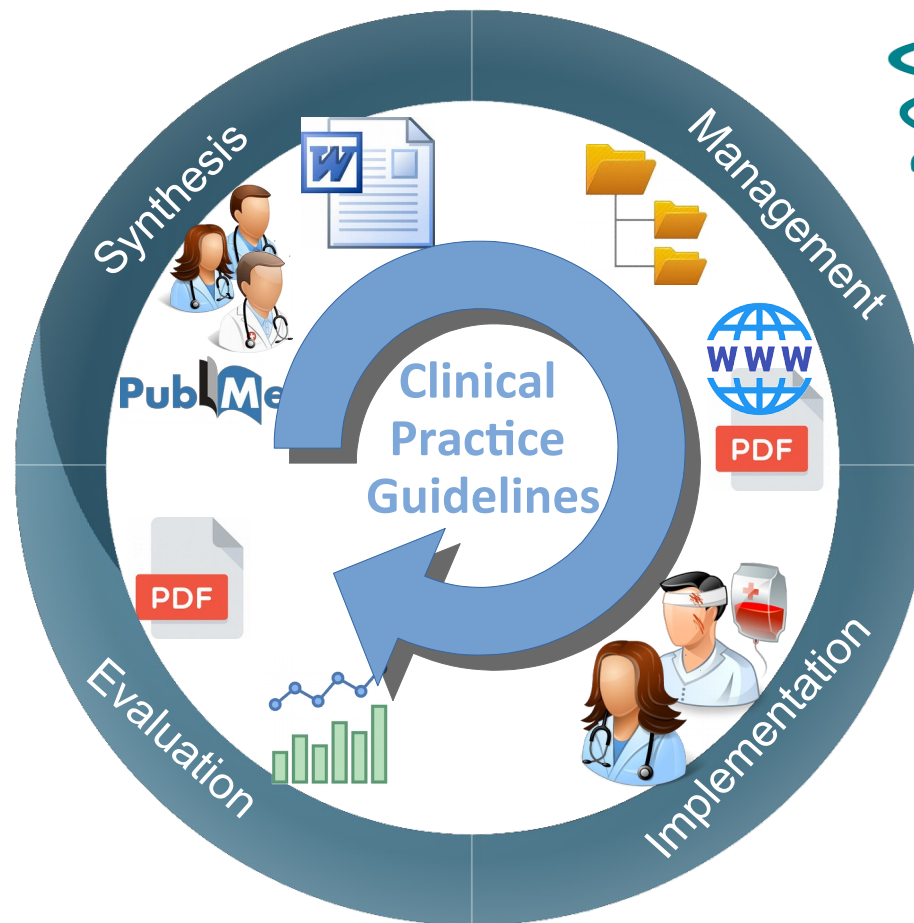 Synthesis
Management
W
PubMe
WWW
PDF
Clinical
Practice
Guidelines
PDF
Evaluation
Implementation